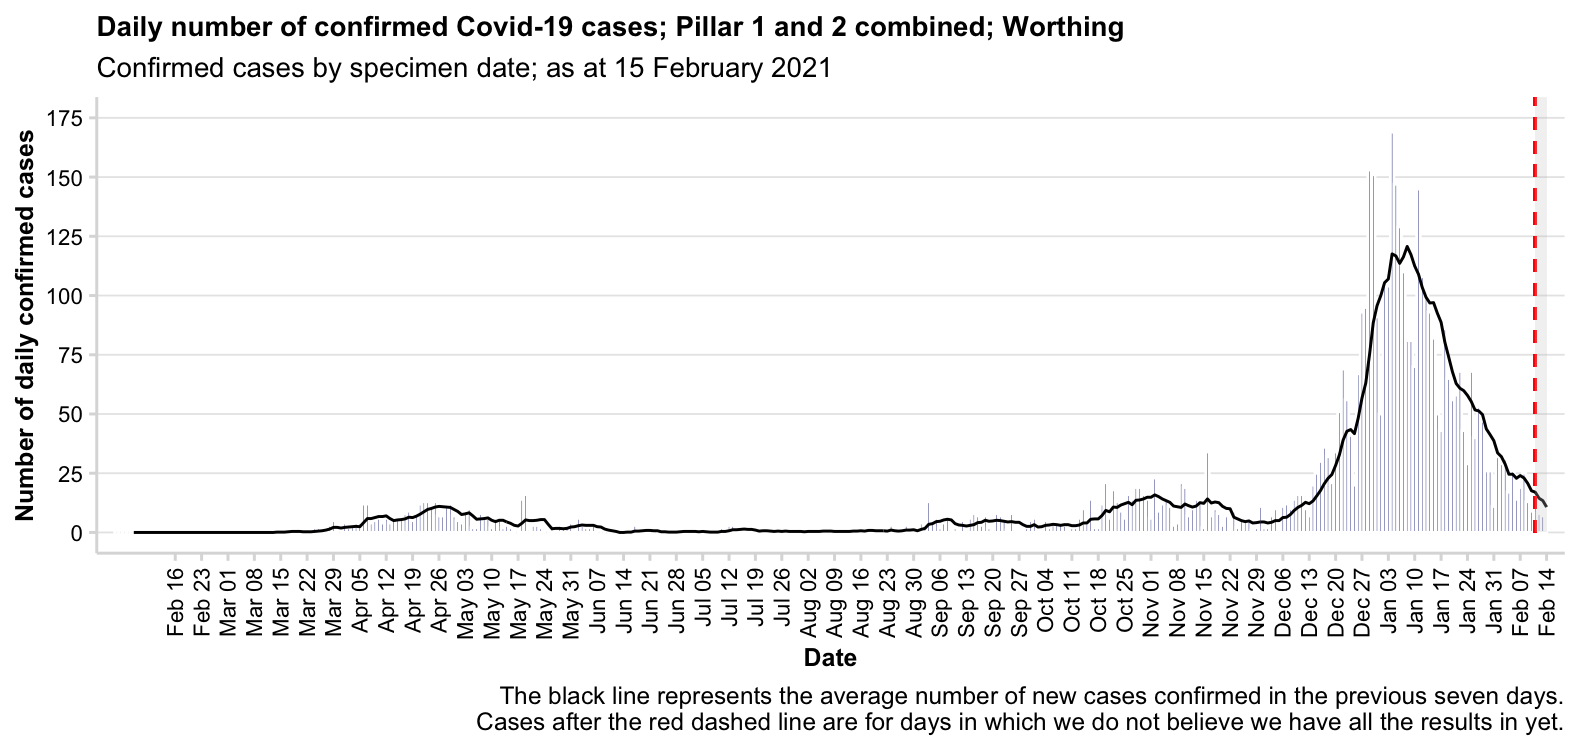 Daily number of confirmed Covid-19 cases; Pillar 1 and 2 combined; Worthing
Confirmed cases by specimen date; as at 15 February 2021
Number of daily confirmed cases
175
150
125
100
75
50
25
0
Feb 16
Feb 23
Mar 01
Mar 08
Mar 15
Mar 22
Mar 29
Apr 05
Apr 12
Apr 19
Apr 26
May 03
May 10
May 17
May 24
May 31
Jun 07
Jun 14
Jun 21
Jun 28
Jul 05
Jul 12
Jul 19
Jul 26
Aug 02
Aug 09
Aug 16
Aug 23
Aug 30
Sep 06
Sep 13
Sep 20
Sep 27
Oct 04
Oct 11
Oct 18
Oct 25
Nov 01
Nov 08
Nov 15
Nov 22
Nov 29
Dec 06
Dec 13
Dec 20
Dec 27
Jan 03
Jan 10
Jan 17
Jan 24
Jan 31
Feb 07
Feb 14
Date
The black line represents the average number of new cases confirmed in the previous seven days.
Cases after the red dashed line are for days in which we do not believe we have all the results in yet.